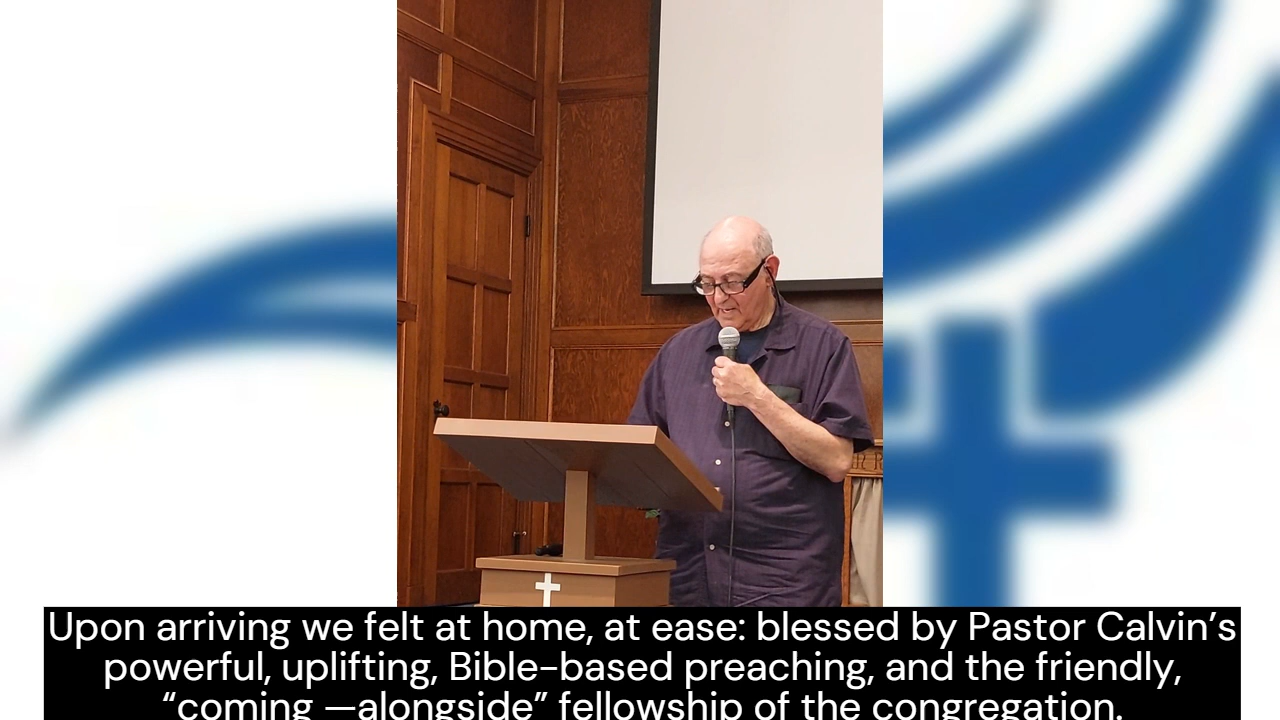 Upon arriving we felt at home, at ease: blessed by Pastor Calvin’s
powerful, uplifting, Bible-based preaching, and the friendly,
“coming —alongside” fellowship of the congregation.